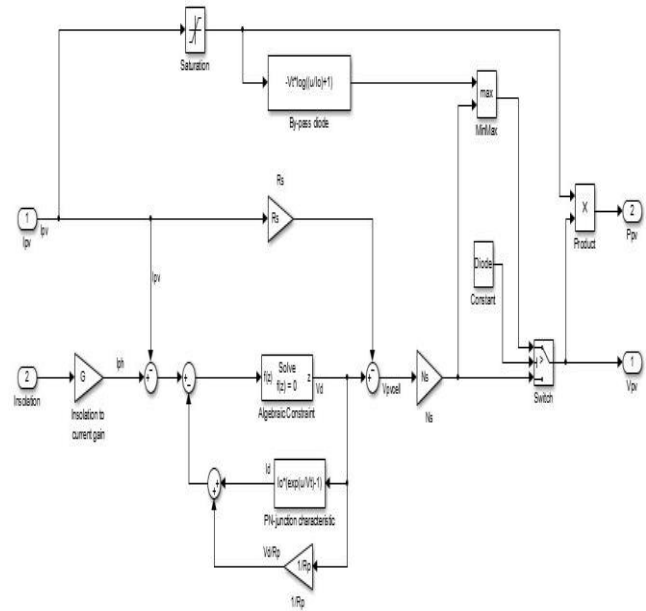 Saturation
-Vt*log((u/Io)+1)
By-pass diode
max
MinMax
Rs
Rs
1
Ipv
Ipv
Ipv
X
Product
2
Ppv
Diode
Constant
2
Insolation
G
Iph
Insolation to
current gain
+
−
+
−
f(z)
Solve
f(z) = 0
z
Vd
Algebraic Constraint
+
−
Vpvcell
Ns
Ns
>
Switch
1
Vpv
+
+
Id
Io*(exp(u/Vt)-1)
PN-junction characteristic
Vd/Rp
1/Rp
1/Rp